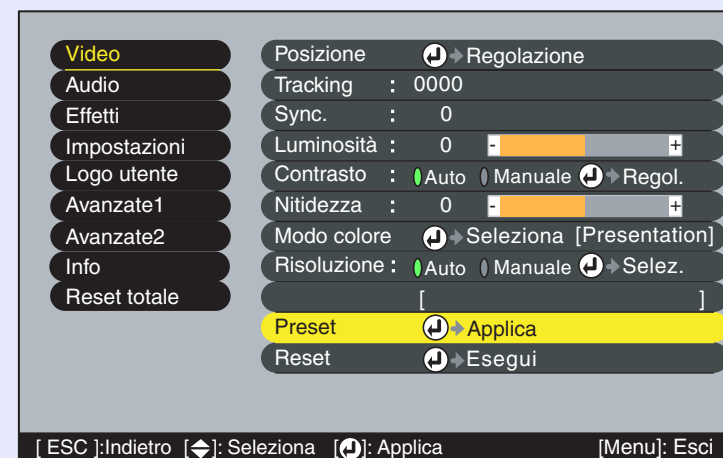 Video
Audio
Effetti
Impostazioni
Logo utente
Avanzate1
Avanzate2
Info
Reset totale
Posizione Regolazione
Tracking : 0000
Sync. : 0
Luminosità : 0 - +
Contrasto : Auto Manuale Regol.
Nitidezza : 0 - +
Modo colore Seleziona [Presentation]
Risoluzione : Auto Manuale Selez.
[ ]
Preset Applica
Reset Esegui
[ ESC ]:Indietro [ ]: Seleziona [ ]: Applica [Menu]: Esci